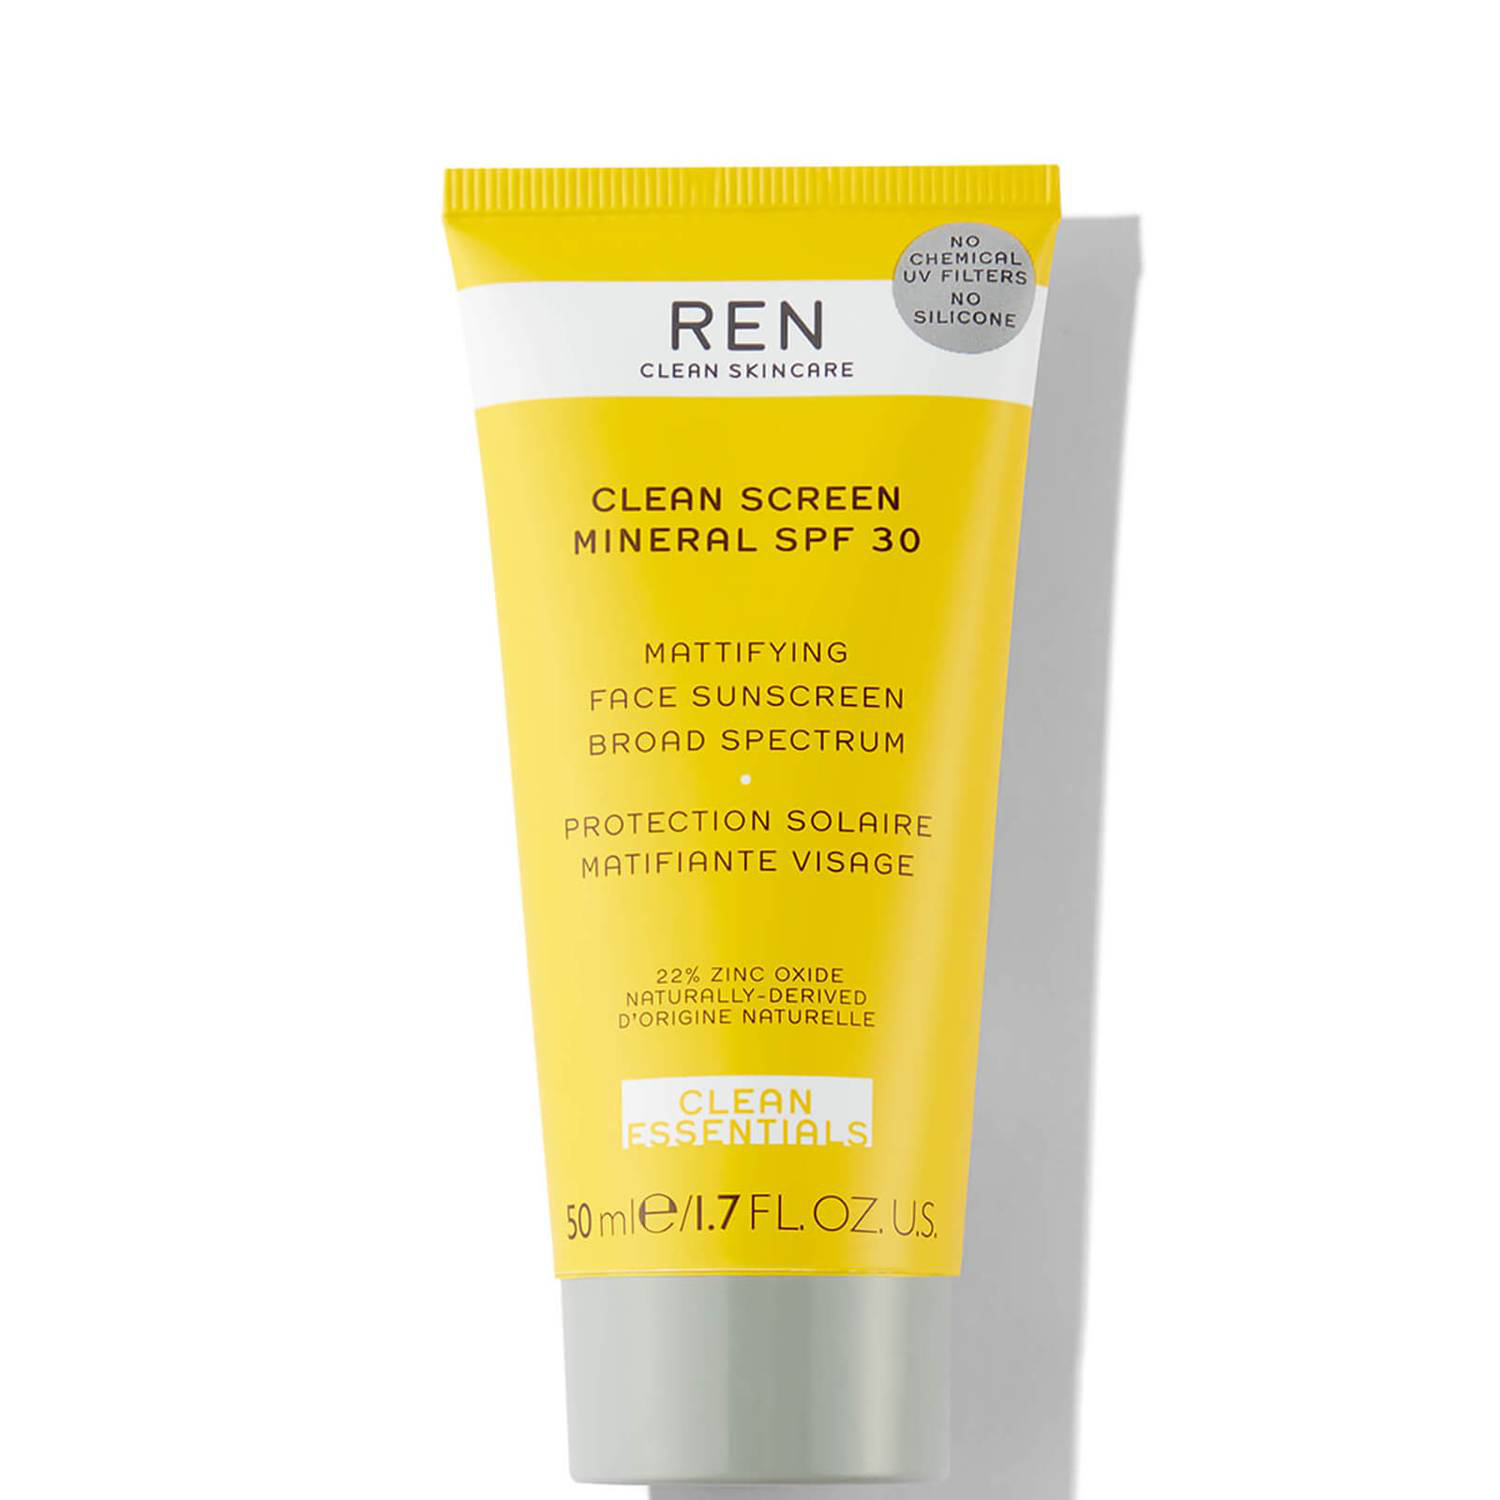 NO
CHEMICAL
UV FILTERS
NO
SILICONE
REN
CLEAN SKINCARE
CLEAN SCREEN
MINERAL SPF 30
MATTIFYING
FACE SUNSCREEN
BROAD SPECTRUM
•
PROTECTION SOLAIRE
MATIFIANTE VISAGE
22% ZINC OXIDE
NATURALLY-DERIVED
D'ORIGINE NATURELLE
CLEAN
ESSENTIALS
50 ml℮/1.7 FL. OZ. U.S.